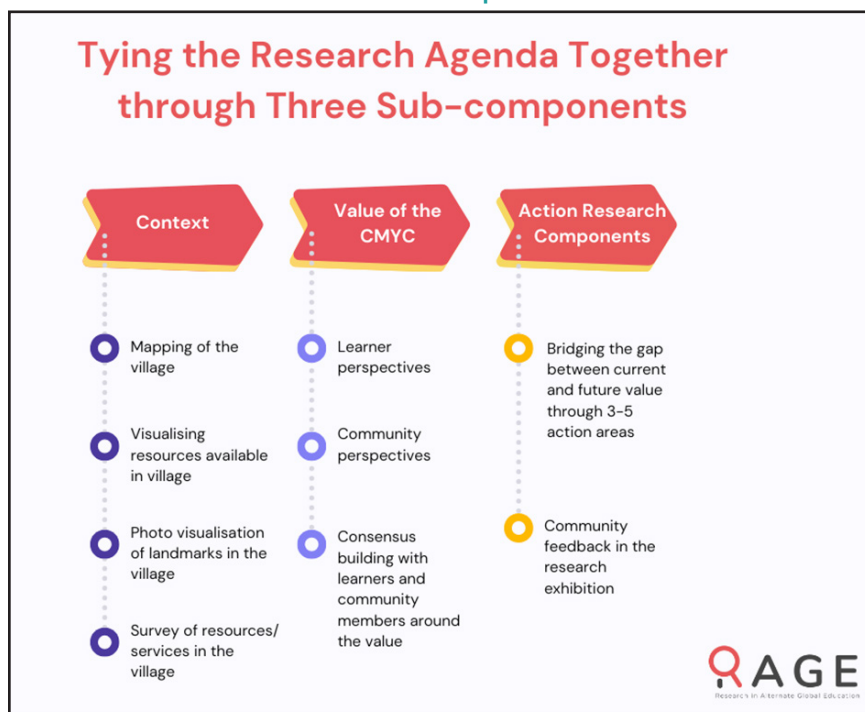 Tying the Research Agenda Together
through Three Sub-components
Context
Mapping of the
village
Visualising
resources available
in village
Photo visualisation
of landmarks in the
village
Survey of resources/
services in the
village
Value of the
CMYC
Learner
perspectives
Community
perspectives
Consensus
building with
learners and
community
members around
the value
Action Research
Components
Bridging the gap
between current
and future value
through 3-5
action areas
Community
feedback in the
research
exhibition
RAGE
Research in Alternate Global Education